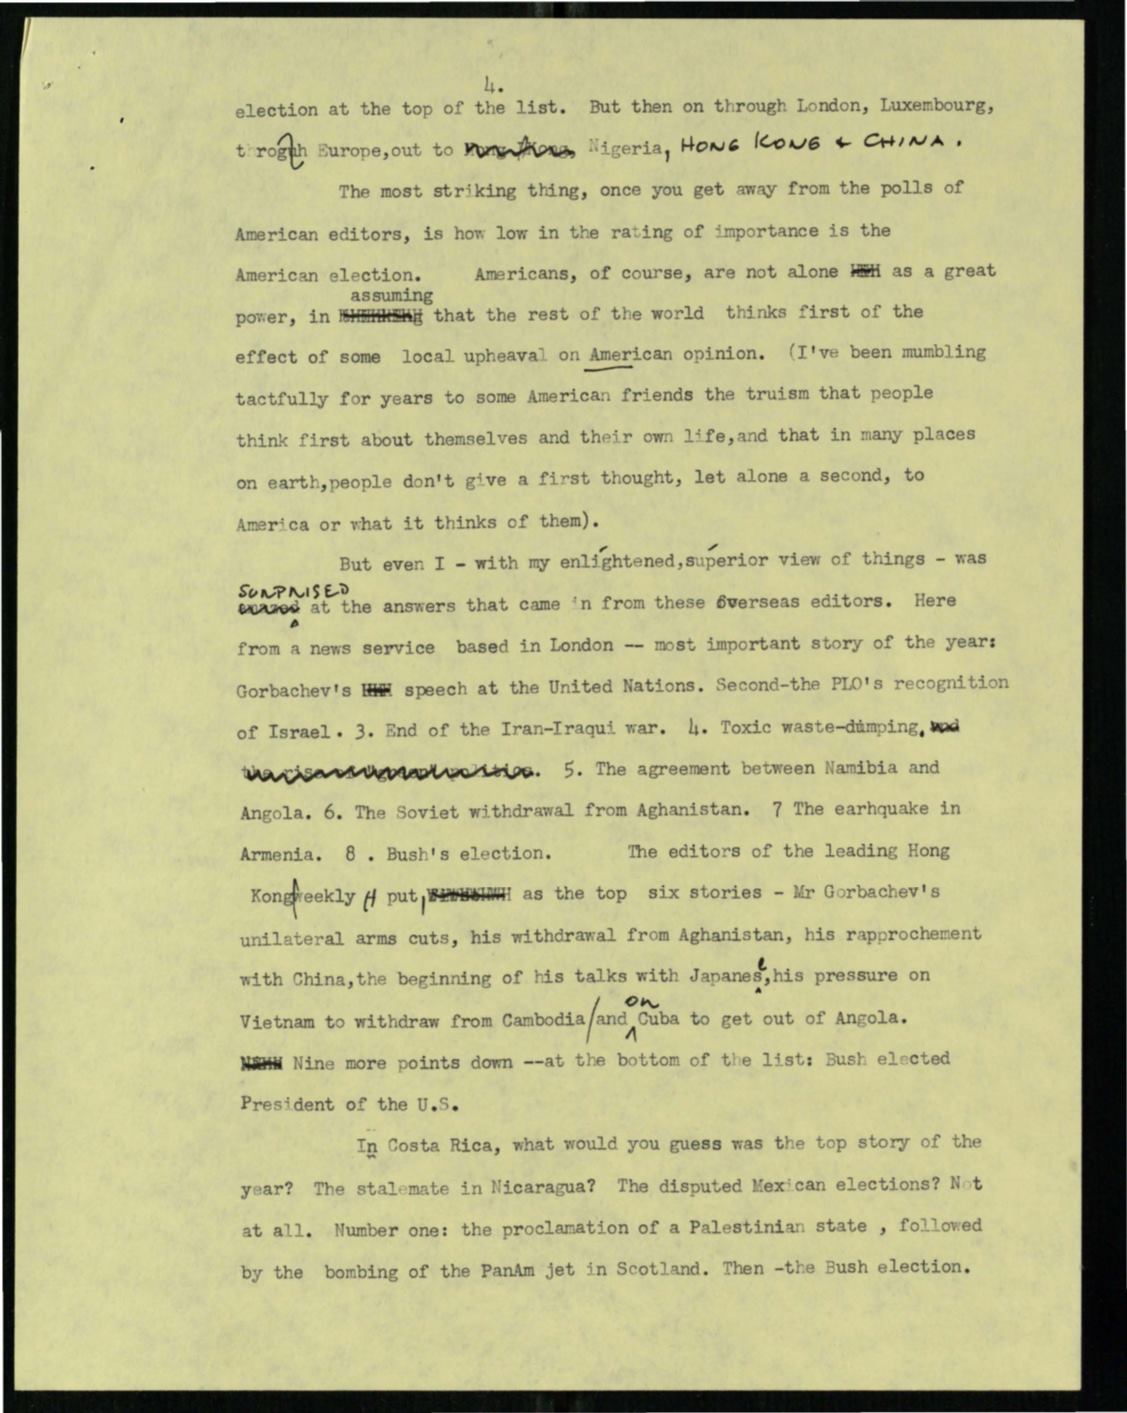 4.
election at the top of the list. But then on through London, Luxembourg,
throguh Europe,out to Nigeria, HONG KONG & CHINA.
The most striking thing, once you get away from the polls of
American editors, is how low in the rating of importance is the
American election. Americans, of course, are not alone as a great
assuming
power, in that the rest of the world thinks first of the
effect of some local upheaval on American opinion. (I've been mumbling
tactfully for years to some American friends the truism that people
think first about themselves and their own life,and that in many places
on earth,people don't give a first thought, let alone a second, to
America or what it thinks of them).
But even I - with my enlightened,superior view of things - was
SURPRISED
at the answers that came in from these overseas editors. Here
from a news service based in London -- most important story of the year:
Gorbachev's speech at the United Nations. Second-the PLO's recognition
of Israel. 3. End of the Iran-Iraqui war. 4. Toxic waste-dumping.
5. The agreement between Namibia and
Angola. 6. The Soviet withdrawal from Aghanistan. 7 The earhquake in
Armenia. 8 . Bush's election. The editors of the leading Hong
Kong weekly put, as the top six stories - Mr Gorbachev's
unilateral arms cuts, his withdrawal from Aghanistan, his rapprochement
with China,the beginning of his talks with Japanese,his pressure on
on
Vietnam to withdraw from Cambodia/and Cuba to get out of Angola.
Nine more points down --at the bottom of the list: Bush elected
President of the U.S.
In Costa Rica, what would you guess was the top story of the
year? The stalemate in Nicaragua? The disputed Mexican elections? Not
at all. Number one: the proclamation of a Palestinian state , followed
by the bombing of the PanAm jet in Scotland. Then -the Bush election.